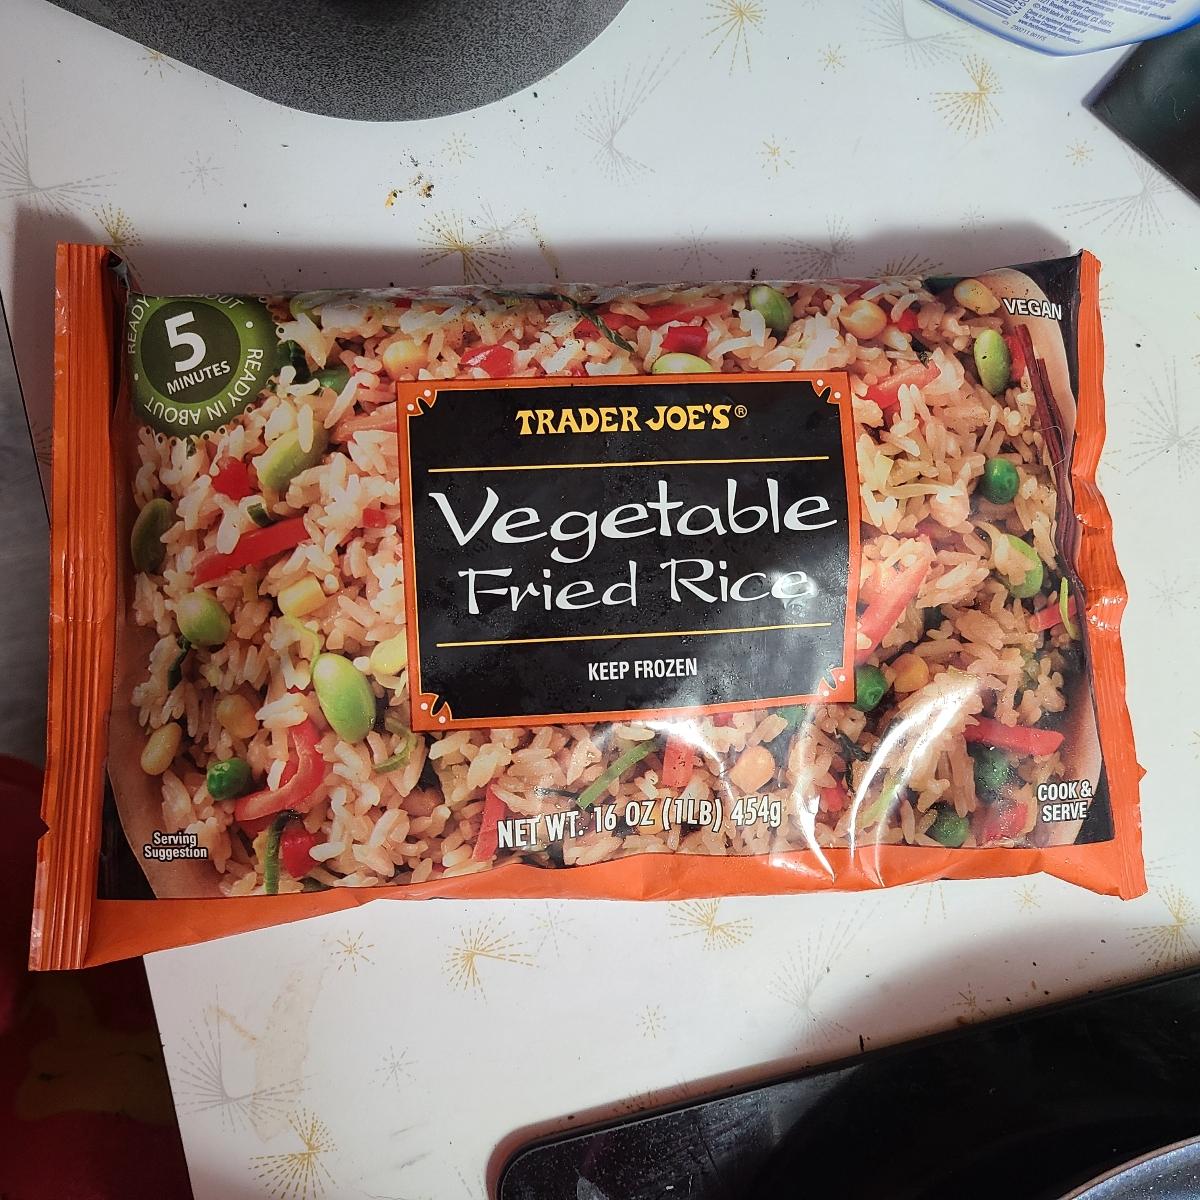 READY IN ABOUT
5
MINUTES
READY IN ABOUT
VEGAN
TRADER JOE'S®
Vegetable
Fried Rice
KEEP FROZEN
NET WT. 16 OZ (1LB) 454g
Serving
Suggestion
COOK &
SERVE